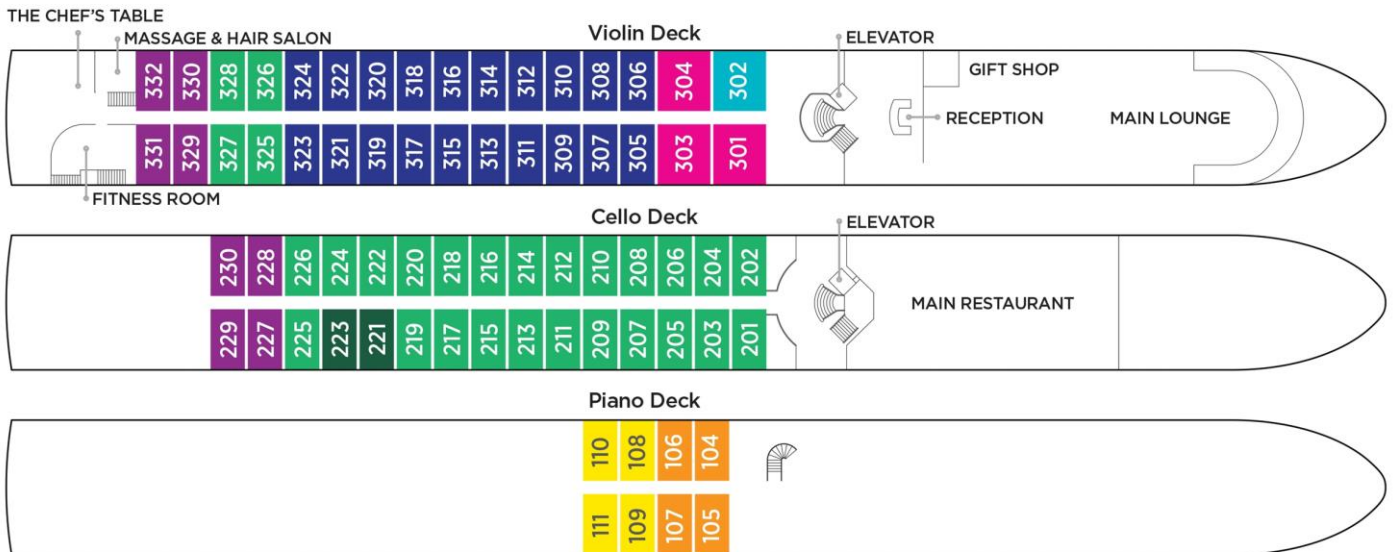 THE CHEF'S TABLE
MASSAGE & HAIR SALON
Violin Deck
ELEVATOR
332 330 328 326 324 322 320 318 316 314 312 310 308 306 304 302
GIFT SHOP
RECEPTION
MAIN LOUNGE
331 329 327 325 323 321 319 317 315 313 311 309 307 305 303 301
FITNESS ROOM
Cello Deck
ELEVATOR
230 228 226 224 222 220 218 216 214 212 210 208 206 204 202
MAIN RESTAURANT
229 227 225 223 221 219 217 215 213 211 209 207 205 203 201
Piano Deck
110 108 106 104
111 109 107 105